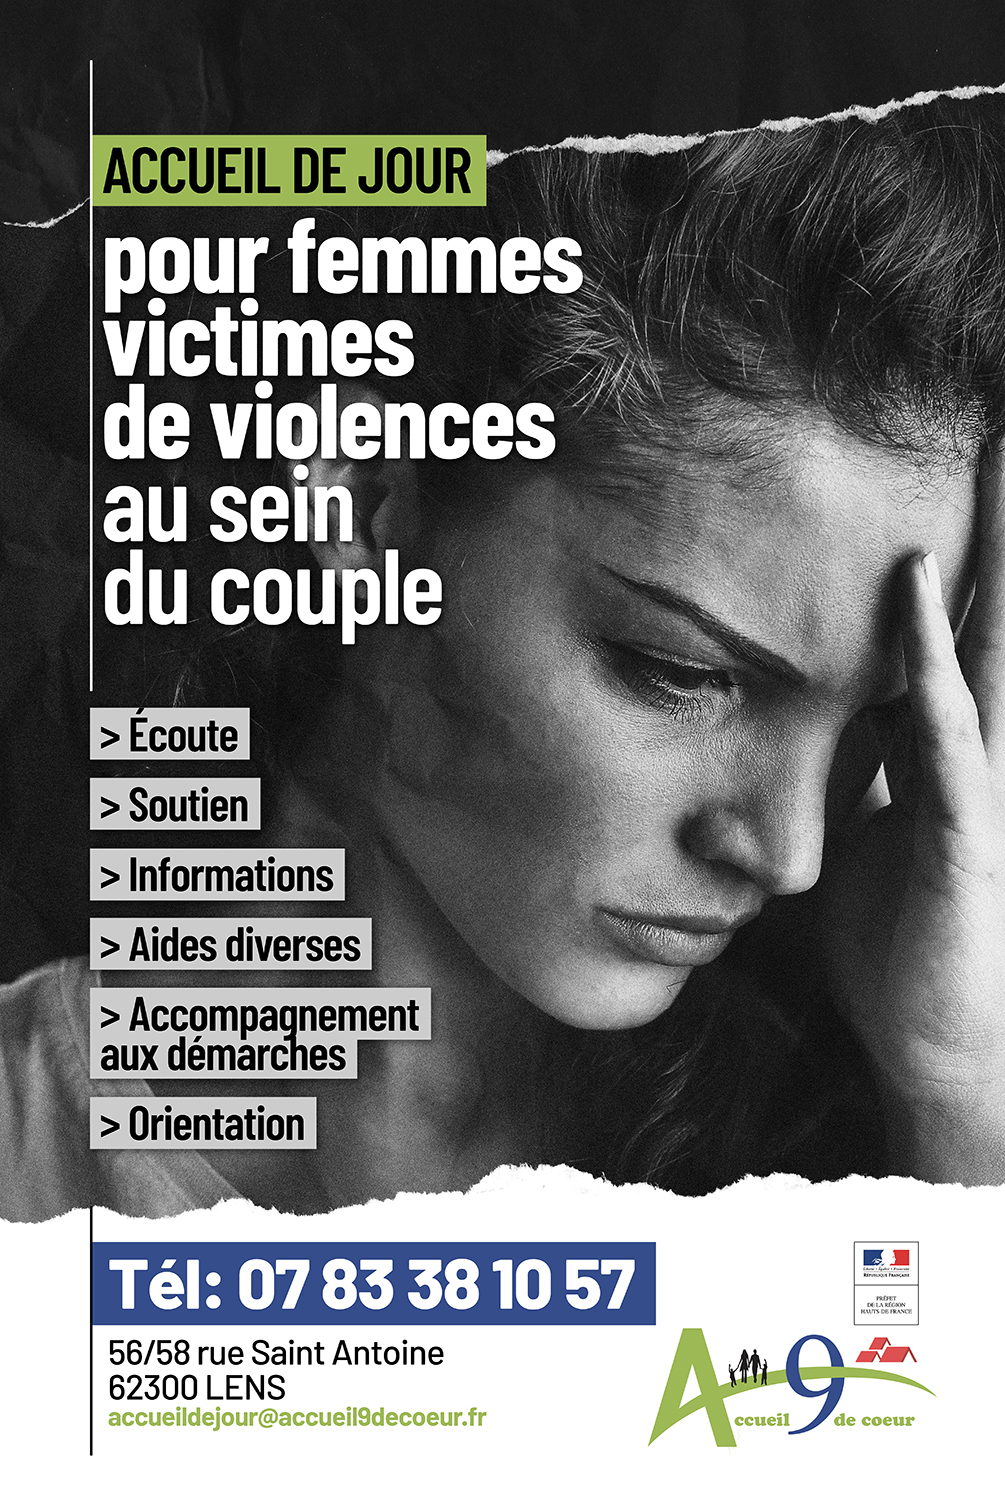 ACCUEIL DE JOUR
pour femmes
victimes
de violences
au sein
du couple
> Écoute
> Soutien
> Informations
> Aides diverses
> Accompagnement
aux démarches
> Orientation
Tél: 07 83 38 10 57
56/58 rue Saint Antoine
62300 LENS
accueildejour@accueil9decoeur.fr
Liberté • Égalité • Fraternité
RÉPUBLIQUE FRANÇAISE
PRÉFET
DE LA RÉGION
HAUTS-DE-FRANCE
Accueil 9 de coeur